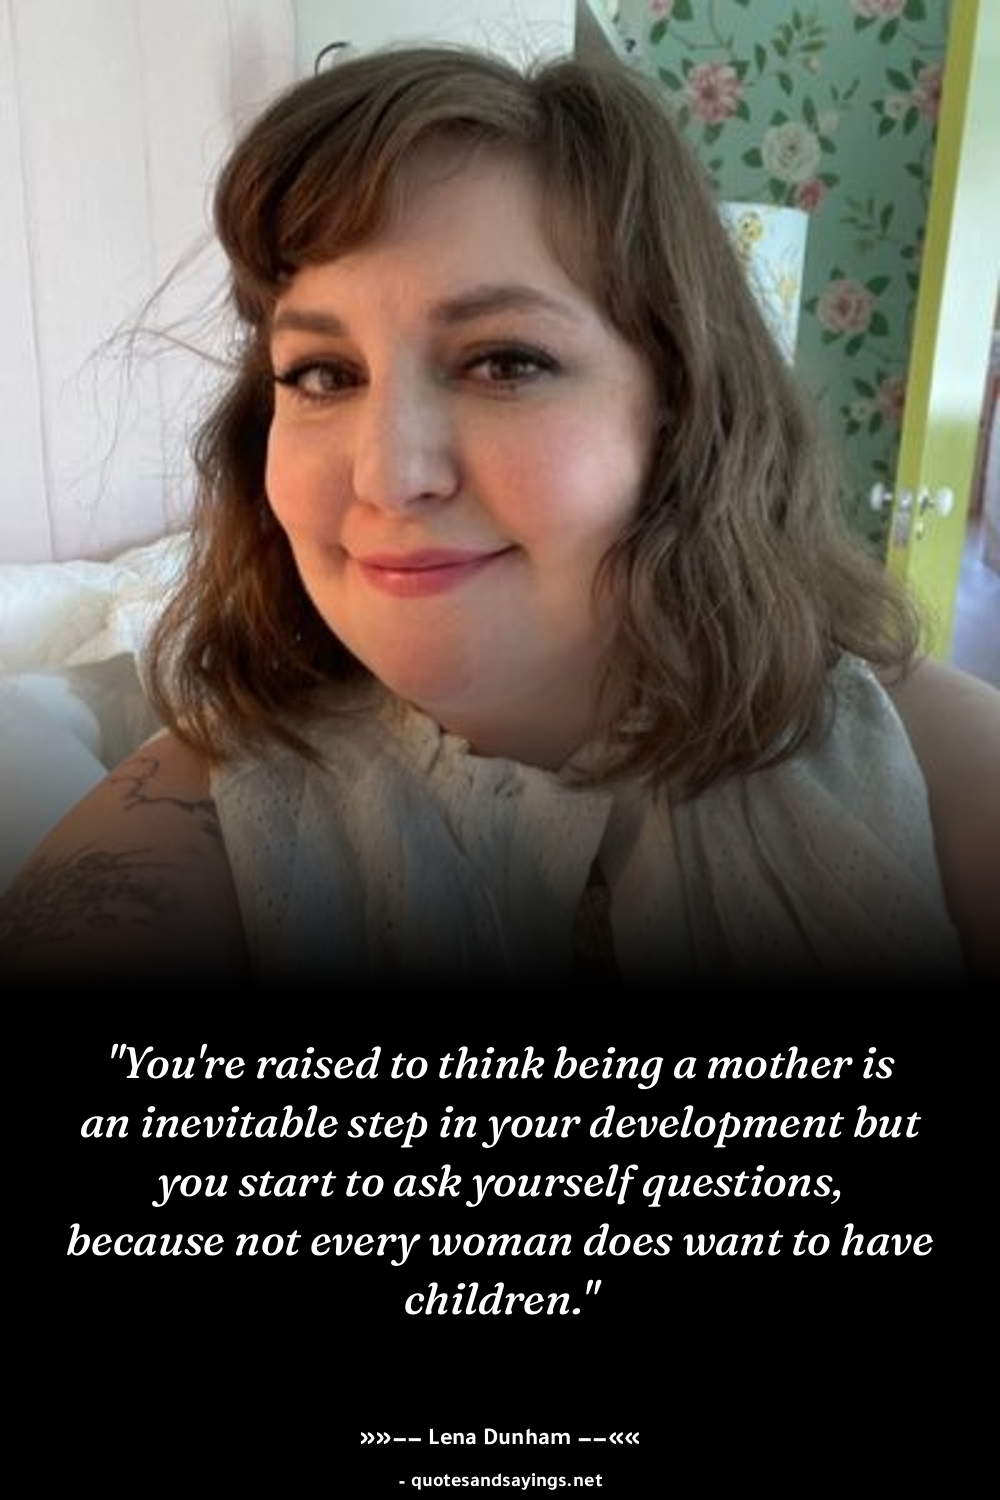 "You're raised to think being a mother is
an inevitable step in your development but
you start to ask yourself questions,
because not every woman does want to have
children."
»»−− Lena Dunham −−««
- quotesandsayings.net